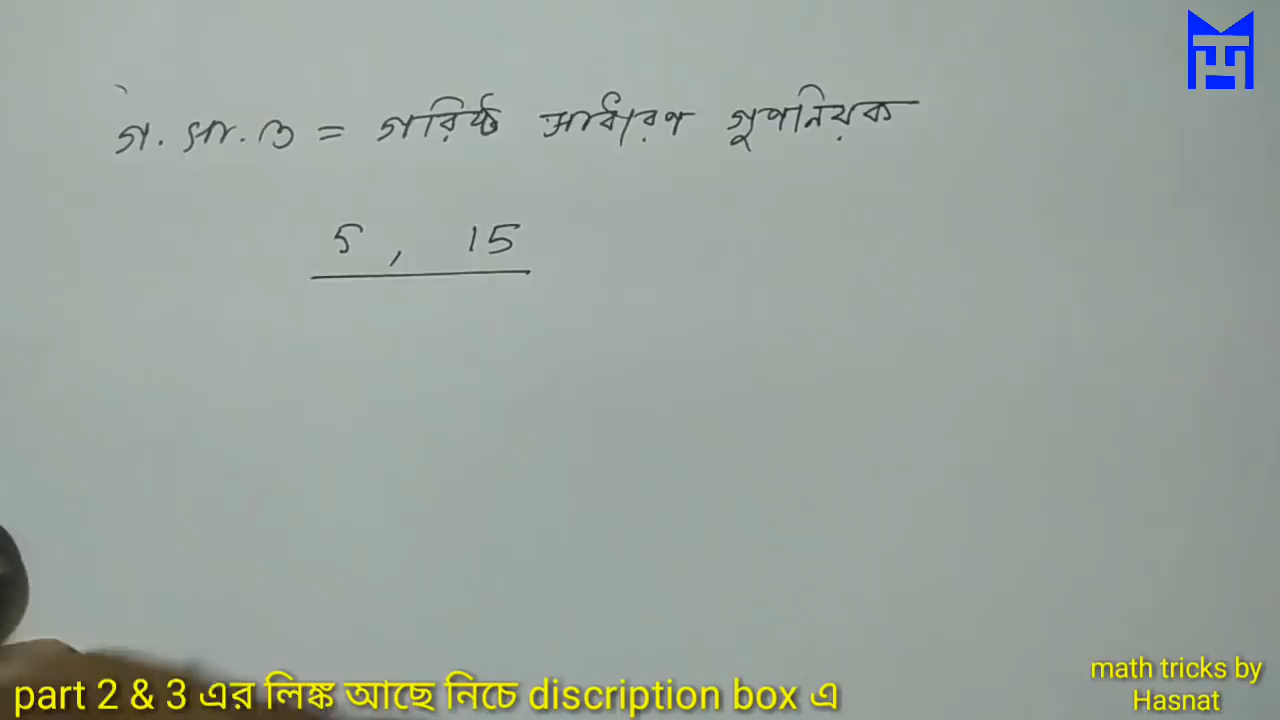 গ. সা. গু = গরিষ্ঠ সাধারণ গুণনিয়ক
5 , 15
part 2 & 3 এর লিঙ্ক আছে নিচে discription box এ
math tricks by
Hasnat